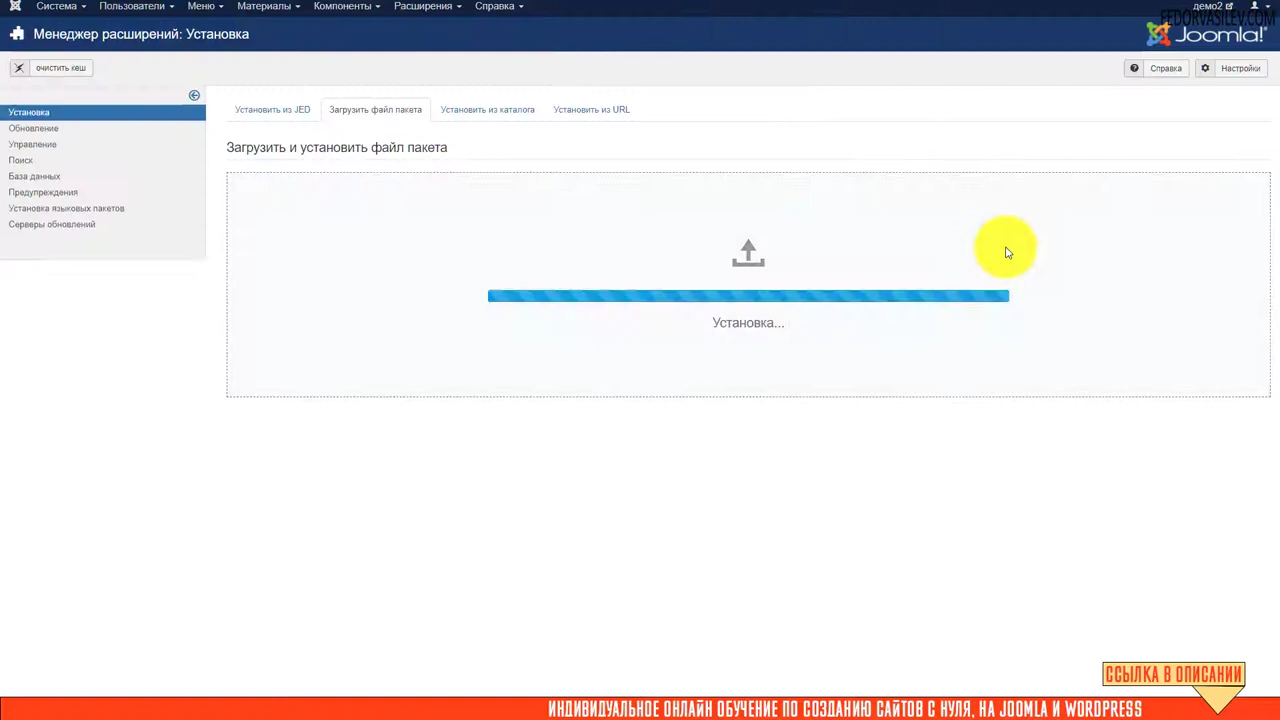 Система Пользователи Меню Материалы Компоненты Расширения Справка демо2
FEDORVASILEV.COM
Менеджер расширений: Установка
Joomla!
очистить кеш
Справка Настройки
Установка
Обновление
Управление
Поиск
База данных
Предупреждения
Установка языковых пакетов
Серверы обновлений
Установить из JED Загрузить файл пакета Установить из каталога Установить из URL
Загрузить и установить файл пакета
Установка...
ССЫЛКА В ОПИСАНИИ
ИНДИВИДУАЛЬНОЕ ОНЛАЙН ОБУЧЕНИЕ ПО СОЗДАНИЮ САЙТОВ С НУЛЯ, НА JOOMLA И WORDPRESS